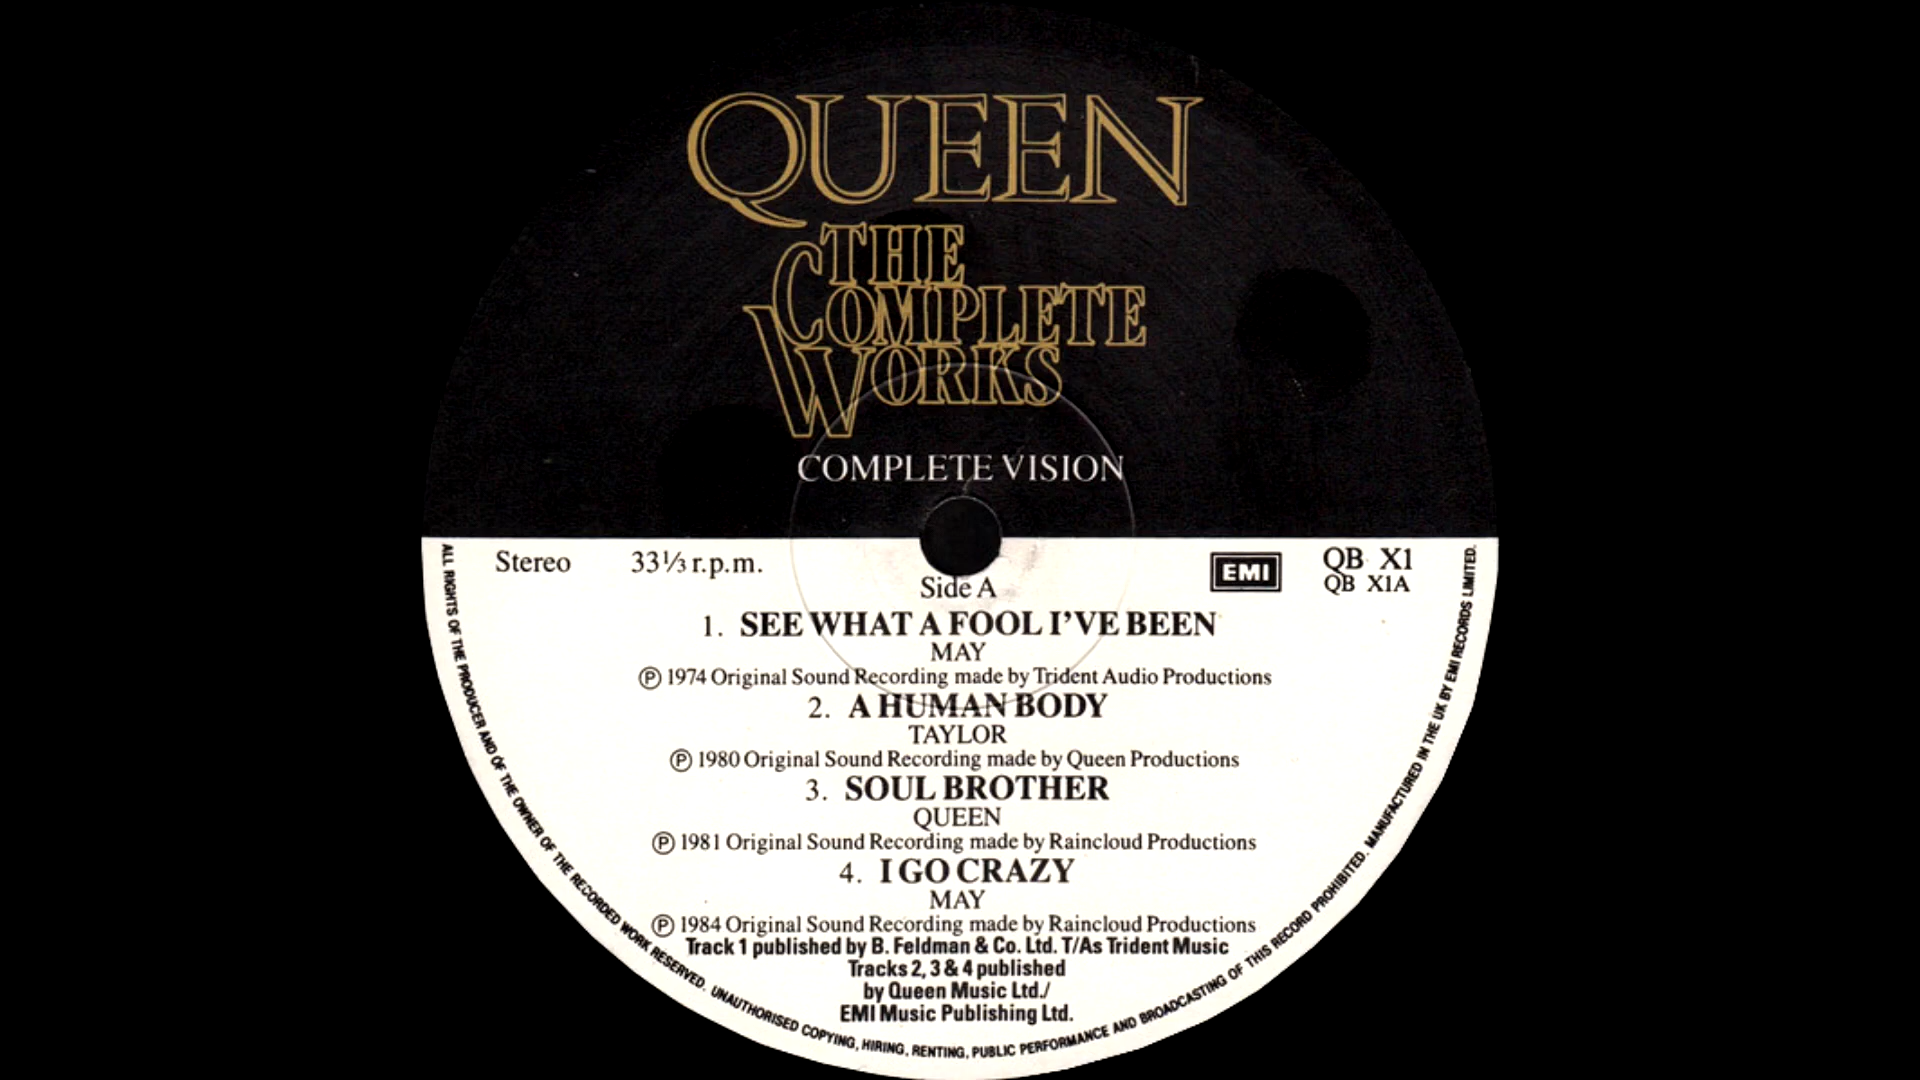 QUEEN
THE
COMPLETE
WORKS
COMPLETE VISION
Stereo 33⅓ r.p.m. EMI QB X1
QB X1A
Side A
1. SEE WHAT A FOOL I’VE BEEN
MAY
Ⓟ 1974 Original Sound Recording made by Trident Audio Productions
2. A HUMAN BODY
TAYLOR
Ⓟ 1980 Original Sound Recording made by Queen Productions
3. SOUL BROTHER
QUEEN
Ⓟ 1981 Original Sound Recording made by Raincloud Productions
4. I GO CRAZY
MAY
Ⓟ 1984 Original Sound Recording made by Raincloud Productions
Track 1 published by B. Feldman & Co. Ltd. T/As Trident Music
Tracks 2, 3 & 4 published
by Queen Music Ltd./
EMI Music Publishing Ltd.
ALL RIGHTS OF THE PRODUCER AND OF THE OWNER OF THE RECORDED WORK RESERVED. UNAUTHORISED COPYING, HIRING, RENTING, PUBLIC PERFORMANCE AND BROADCASTING OF THIS RECORD PROHIBITED. MANUFACTURED IN THE UK BY EMI RECORDS LIMITED.